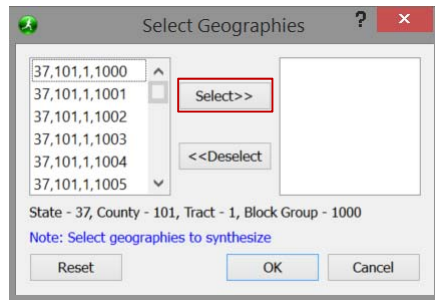 Select Geographies
?
×
37,101,1,1000
37,101,1,1001
37,101,1,1002
37,101,1,1003
37,101,1,1004
37,101,1,1005
Select>>
<<Deselect
State - 37, County - 101, Tract - 1, Block Group - 1000
Note: Select geographies to synthesize
Reset
OK
Cancel